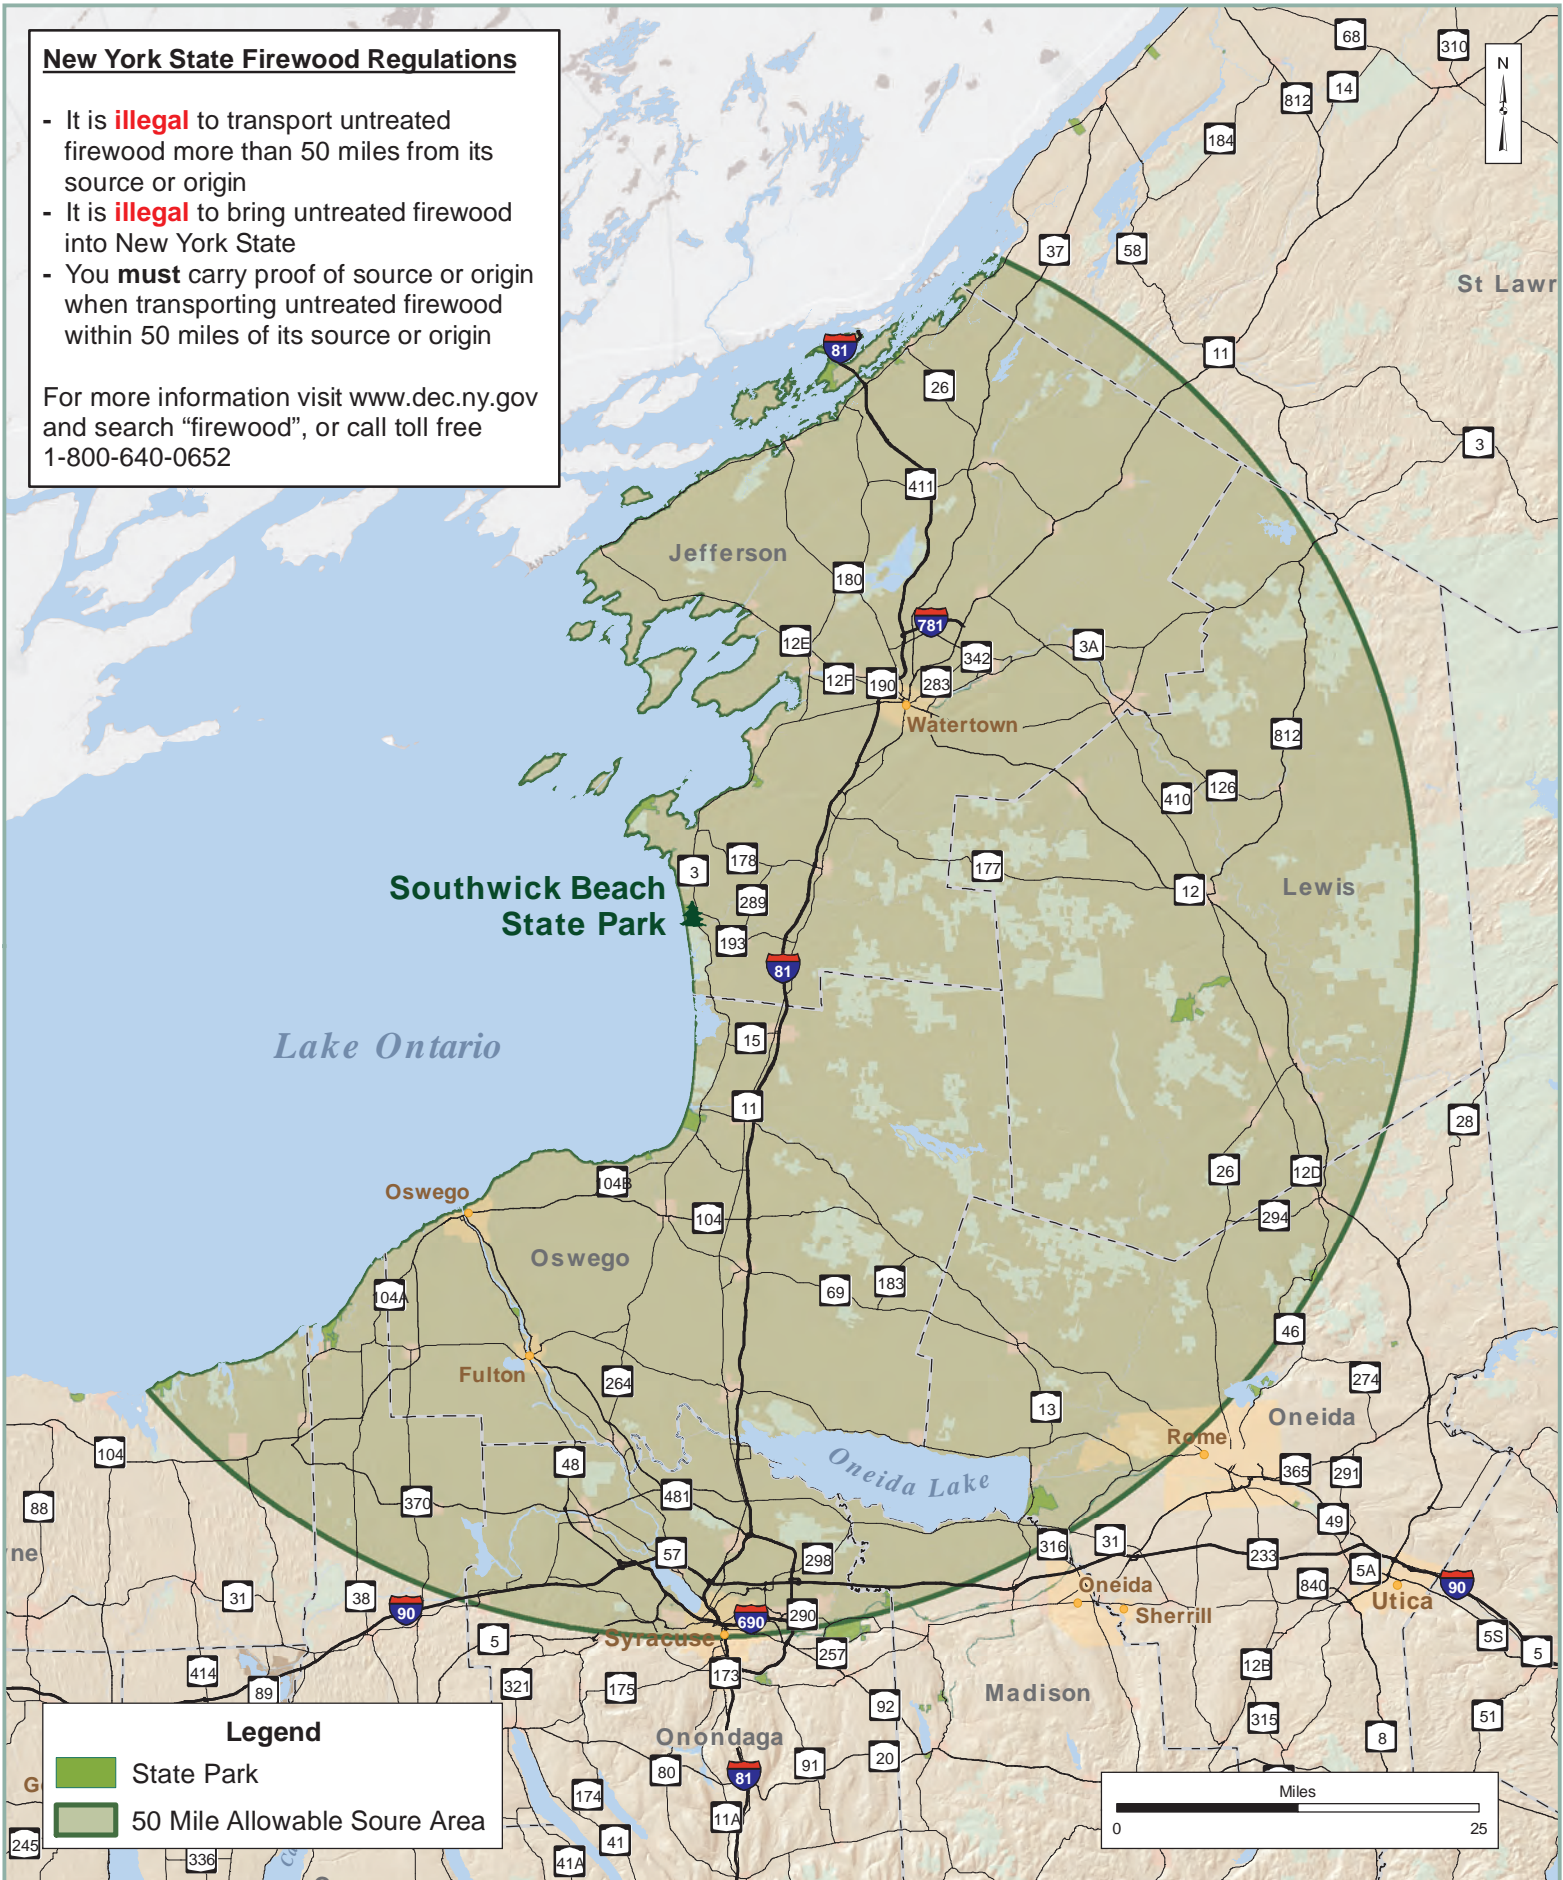 New York State Firewood Regulations
- It is illegal to transport untreated
firewood more than 50 miles from its
source or origin
- It is illegal to bring untreated firewood
into New York State
- You must carry proof of source or origin
when transporting untreated firewood
within 50 miles of its source or origin
For more information visit www.dec.ny.gov
and search “firewood”, or call toll free
1-800-640-0652
68
310
N
14
812
184
37
58
St Lawr
11
81
26
3
411
Jefferson
180
781
12E
342
3A
12F
190
283
Watertown
812
126
410
178
177
3
Southwick Beach
State Park
289
12
Lewis
193
81
Lake Ontario
15
11
28
26
12D
104B
Oswego
104
294
Oswego
183
69
104A
46
Fulton
264
274
13
Oneida
Rome
104
48
Oneida Lake
365
291
88
370
481
49
ne
57
298
316
31
233
5A
31
38
90
Oneida
840
Utica
90
690
290
Sherrill
Syracuse
5
257
5S
5
414
321
175
173
12B
89
92
Madison
315
51
Legend
Onondaga
8
State Park
80
81
91
20
G
174
Miles
50 Mile Allowable Soure Area
11A
0
25
245
41
336
41A
Ca